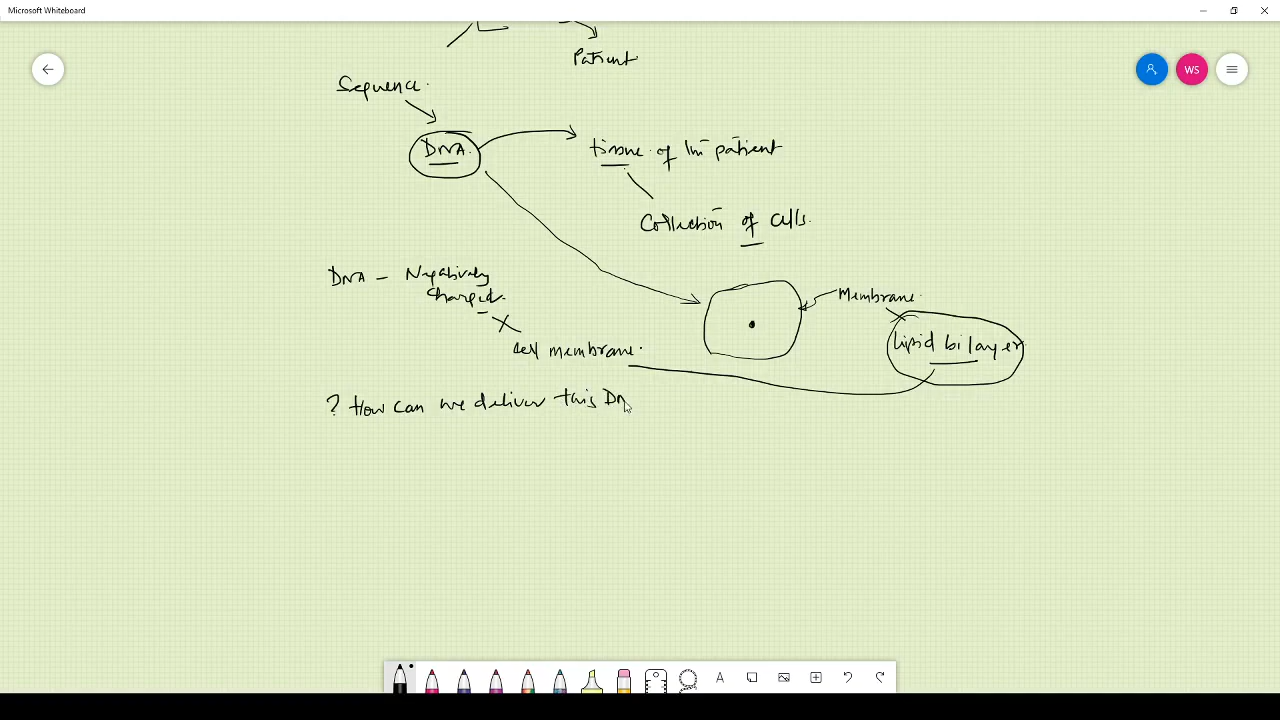 Microsoft Whiteboard
Patient
Sequence.
WS
DNA.
tissue of the patient
Collection of cells.
DNA – Negatively
charged.
Membrane.
Lipid bilayer
Cell membrane.
? How can we deliver this DN
A